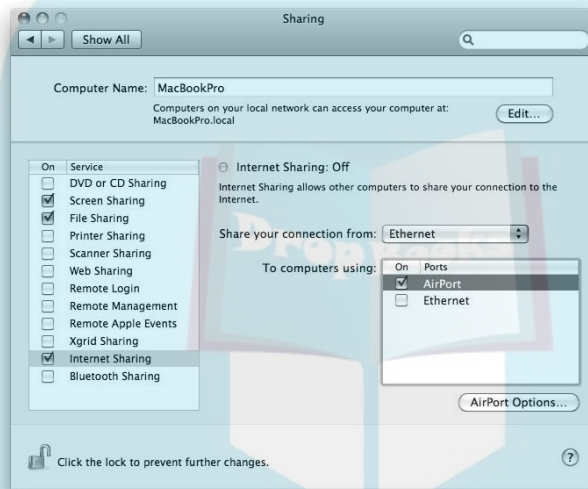 Sharing
Show All
Computer Name: MacBookPro
Computers on your local network can access your computer at:
MacBookPro.local
Edit...
On Service
DVD or CD Sharing
Screen Sharing
File Sharing
Printer Sharing
Scanner Sharing
Web Sharing
Remote Login
Remote Management
Remote Apple Events
Xgrid Sharing
Internet Sharing
Bluetooth Sharing
Internet Sharing: Off
Internet Sharing allows other computers to share your connection to the
Internet.
Share your connection from: Ethernet
To computers using:
On Ports
AirPort
Ethernet
AirPort Options...
Click the lock to prevent further changes.
?
DropBooks